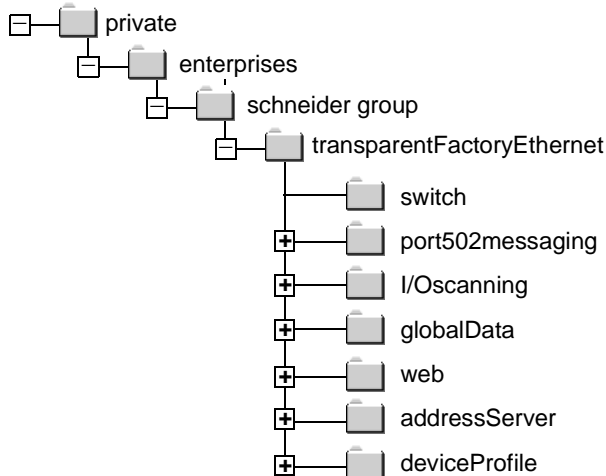 private
enterprises
schneider group
transparentFactoryEthernet
switch
port502messaging
I/Oscanning
globalData
web
addressServer
deviceProfile